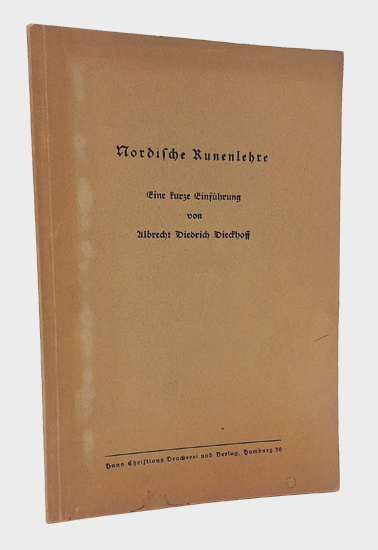 Nordische Runenlehre
Eine kurze Einführung
von
Albrecht Diedrich Dieckhoff
Hans Christians Druckerei und Verlag, Hamburg 36